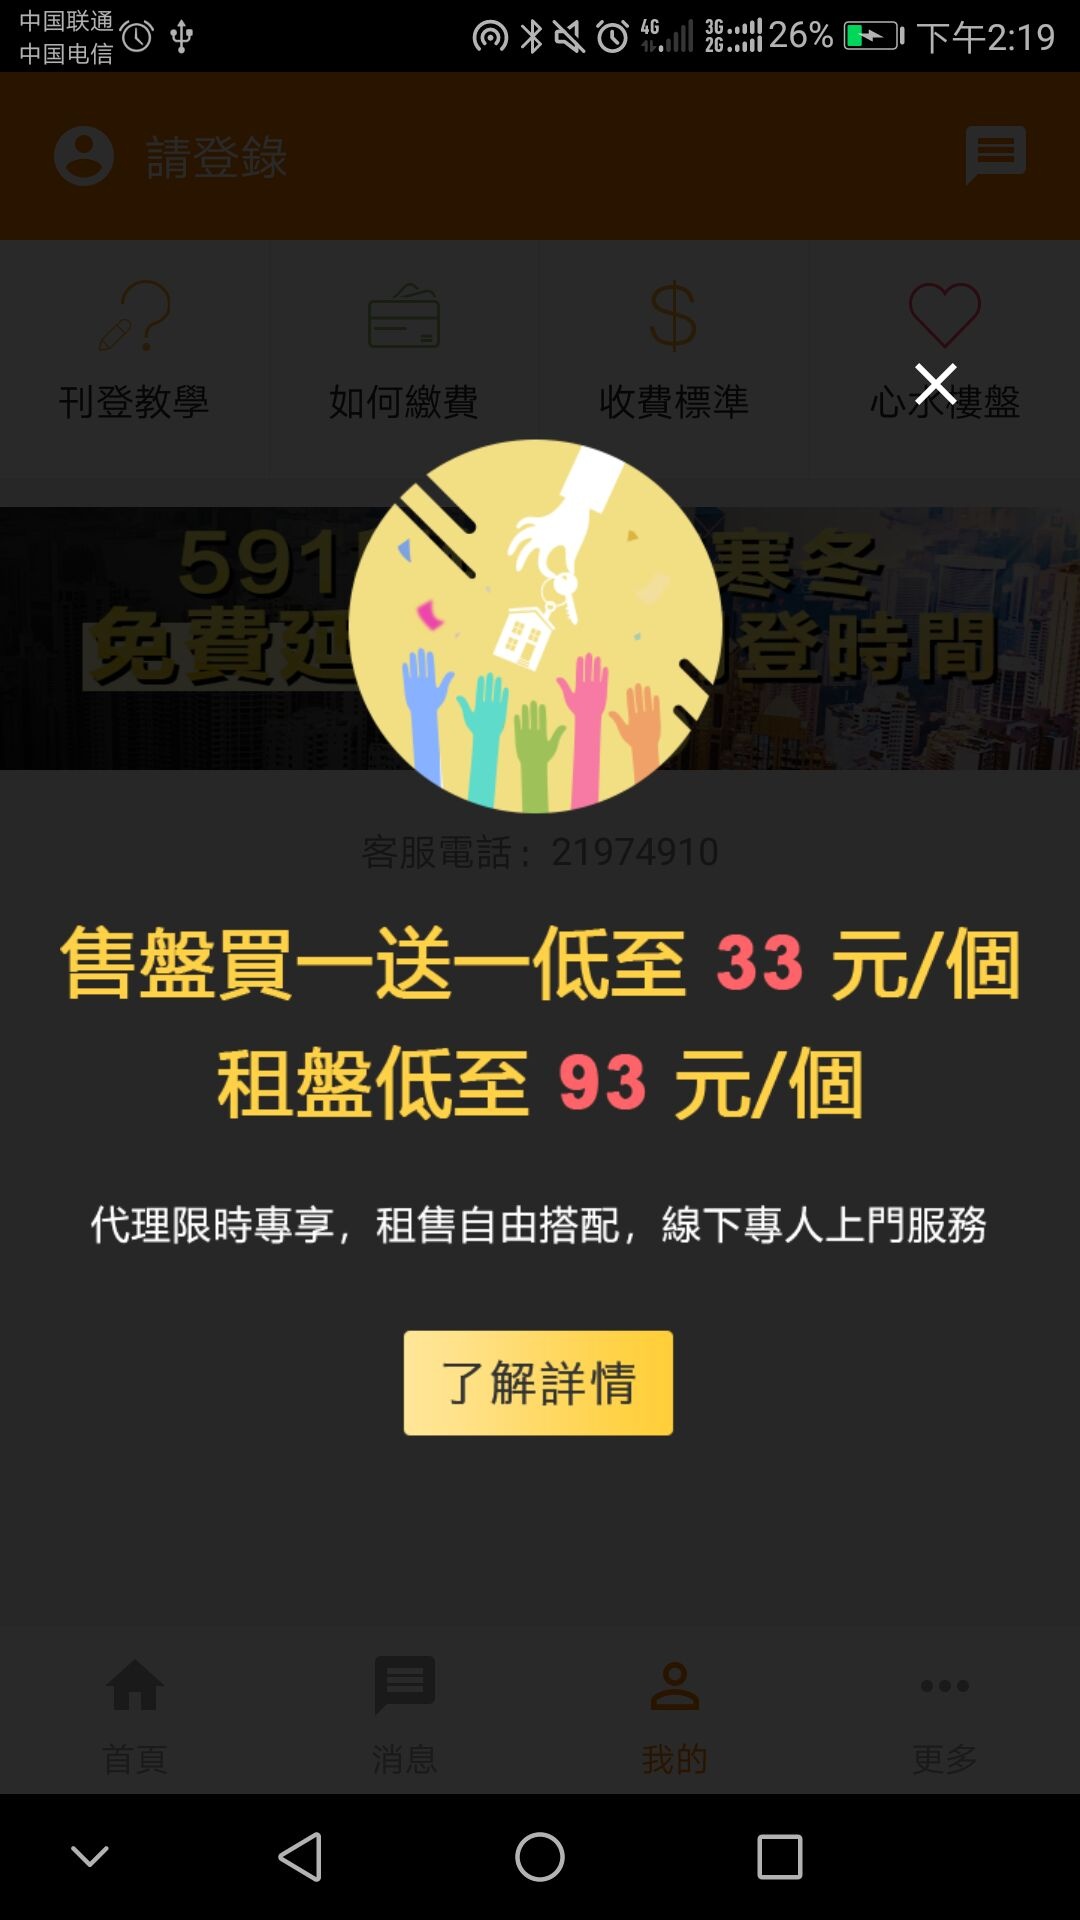 中国联通
中国电信
4G
3G
2G
26%
下午2:19
請登錄
刊登教學
如何繳費
收費標準
心水樓盤
591
寒冬
免費延
登時間
客服電話：21974910
售盤買一送一低至 33 元/個
租盤低至 93 元/個
代理限時專享，租售自由搭配，線下專人上門服務
了解詳情
首頁
消息
我的
更多